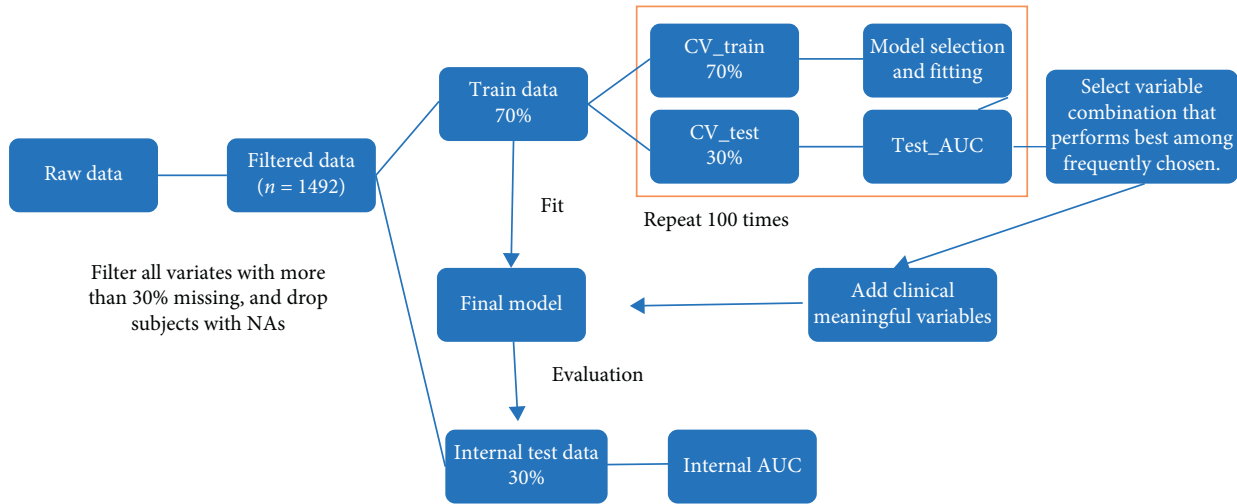 Raw data
Filtered data
(n = 1492)
Filter all variates with more
than 30% missing, and drop
subjects with NAs
Train data
70%
CV_train
70%
Model selection
and fitting
CV_test
30%
Test_AUC
Repeat 100 times
Select variable
combination that
performs best among
frequently chosen.
Fit
Final model
Add clinical
meaningful variables
Evaluation
Internal test data
30%
Internal AUC